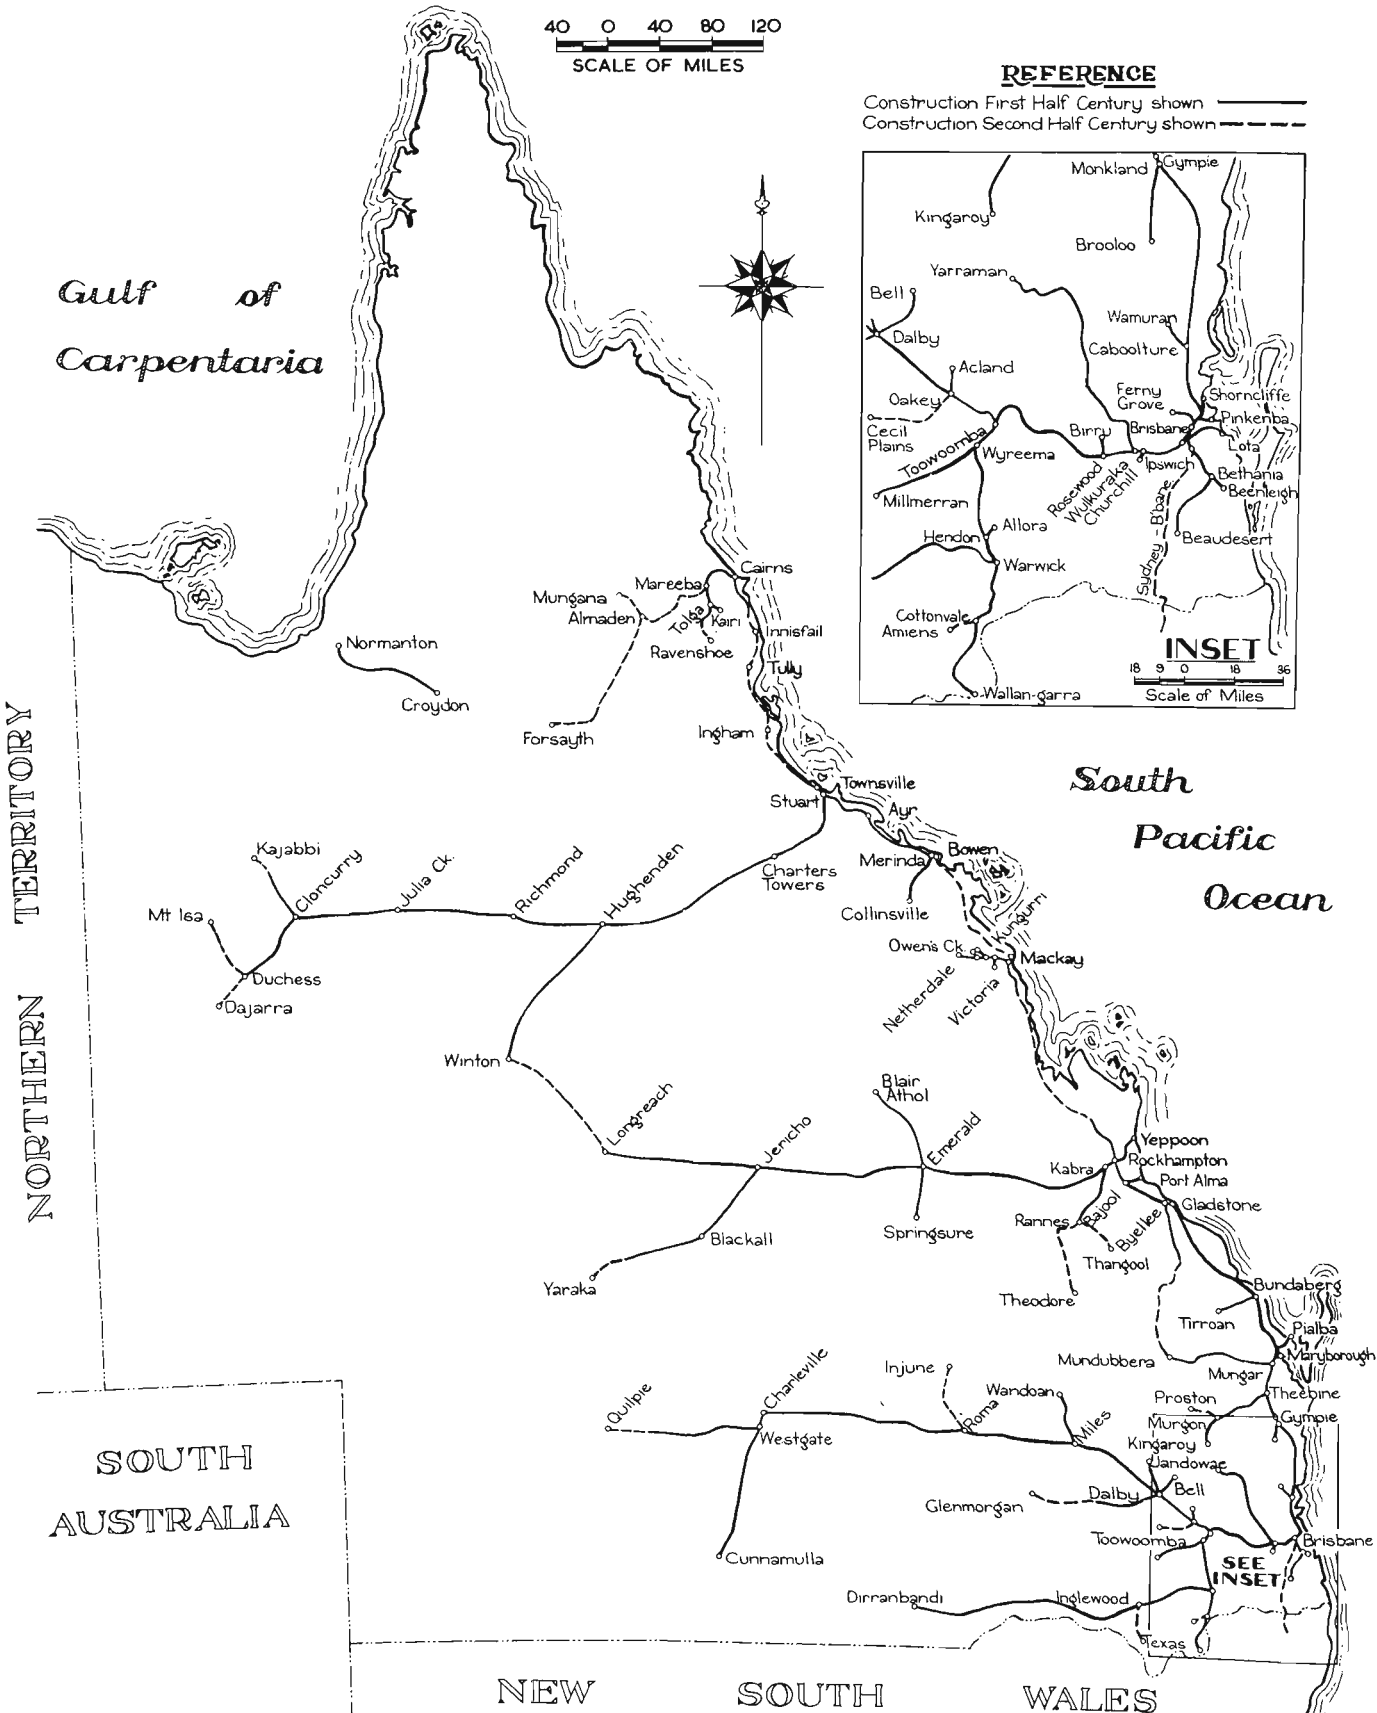 40 0 40 80 120
SCALE OF MILES
REFERENCE
Construction First Half Century shown
Construction Second Half Century shown
Monkland
Gympie
Kingaroy
Brooloo
Yarraman
Bell
Wamuran
Dalby
Caboolture
Acland
Ferny
Grove
Shorncliffe
Oakey
Pinkenba
Cecil
Plains
Birru
Brisbane
Lota
Toowoomba
Wyreema
Ipswich
Rosewood
Wulkuraka
Churchill
Bethania
Beenleigh
Millmerran
Sydney - B'bane
Allora
Hendon
Beaudesert
Warwick
Cottonvale
Amiens
INSET
18 9 0 18 36
Scale of Miles
Wallan-garra
Gulf of
Carpentaria
Cairns
Mareeba
Mungana
Almaden
Tolga
Kairi
Innisfail
Ravenshoe
Normanton
Tully
Croydon
Forsayth
Ingham
South
Pacific
Ocean
Townsville
Stuart
Ayr
Kajabbi
Cloncurry
Julia Ck.
Richmond
Hughenden
Charters
Towers
Merinda
Bowen
Mt Isa
Collinsville
Kungurri
Owen's Ck.
Mackay
Duchess
Dajarra
Netherdale
Victoria
NORTHERN TERRITORY
Winton
Blair
Athol
Longreach
Jericho
Emerald
Yeppoon
Kabra
Rockhampton
Port Alma
Rannes
Bajool
Byellee
Gladstone
Blackall
Springsure
Thangool
Yaraka
Theodore
Bundaberg
Tirroan
Pialba
Mundubbera
Maryborough
Mungar
Injune
Charleville
Quilpie
Wandoan
Proston
Theebine
Roma
Miles
Murgon
Gympie
Westgate
Kingaroy
Jandowae
SOUTH
AUSTRALIA
Glenmorgan
Dalby
Bell
Toowoomba
Brisbane
Cunnamulla
SEE
INSET
Dirranbandi
Inglewood
Texas
NEW SOUTH WALES